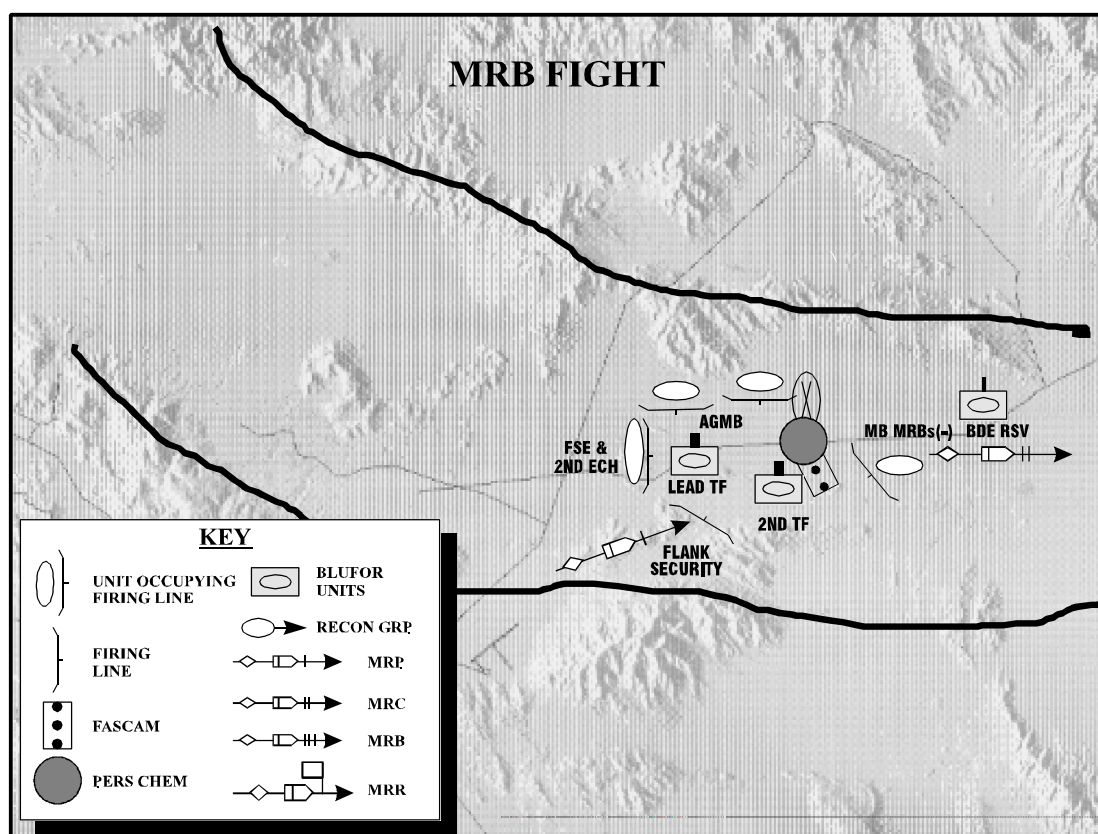 MRB FIGHT
AGMB
MB MRBs(-)
BDE RSV
FSE &
2ND ECH
LEAD TF
2ND TF
FLANK
SECURITY
KEY
UNIT OCCUPYING
FIRING LINE
BLUFOR
UNITS
RECON GRP
FIRING
LINE
MRP
MRC
FASCAM
MRB
PERS CHEM
MRR